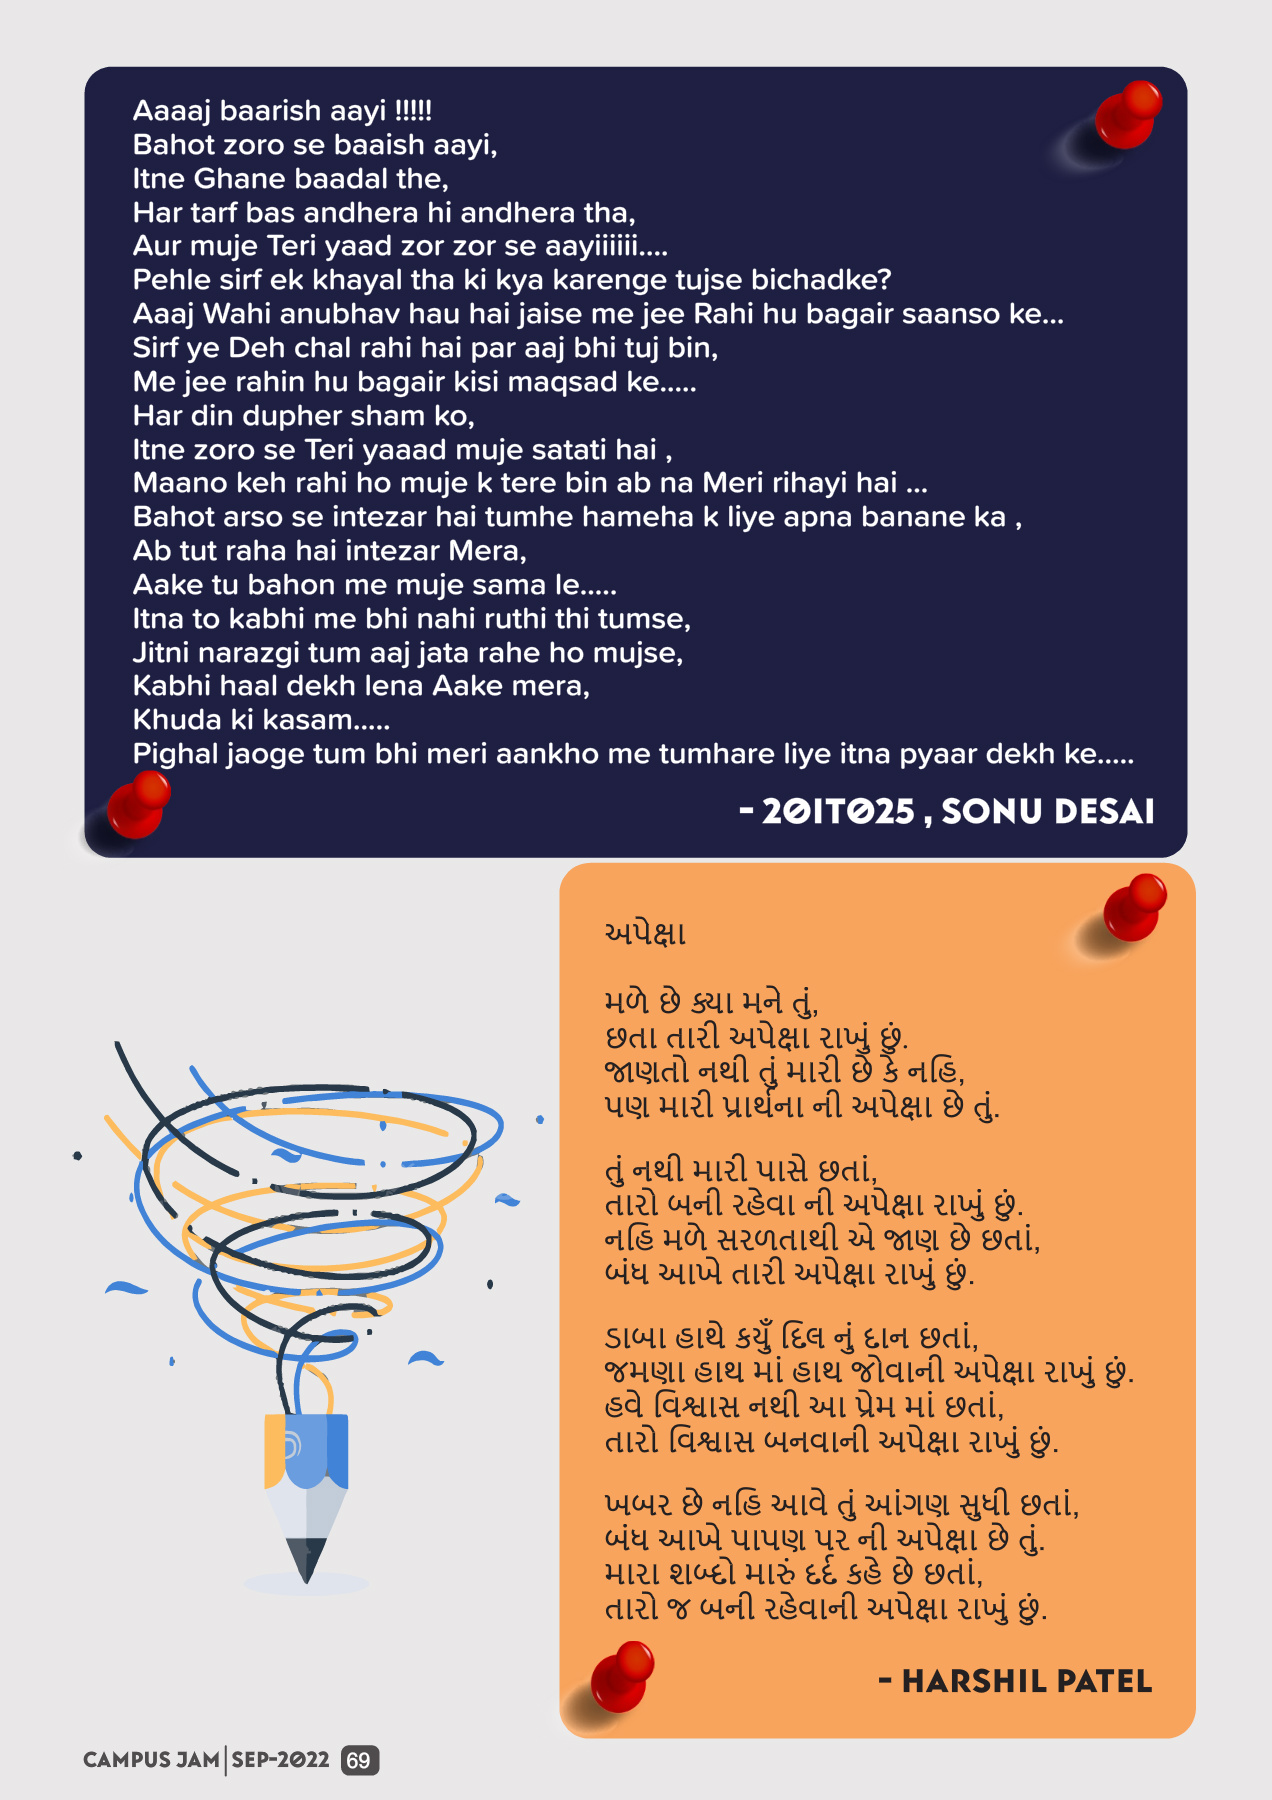 Aaaaj baarish aayi !!!!!
Bahot zoro se baaish aayi,
Itne Ghane baadal the,
Har tarf bas andhera hi andhera tha,
Aur muje Teri yaad zor zor se aayiiiiii....
Pehle sirf ek khayal tha ki kya karenge tujse bichadke?
Aaaj Wahi anubhav hau hai jaise me jee Rahi hu bagair saanso ke...
Sirf ye Deh chal rahi hai par aaj bhi tuj bin,
Me jee rahin hu bagair kisi maqsad ke.....
Har din dupher sham ko,
Itne zoro se Teri yaaad muje satati hai ,
Maano keh rahi ho muje k tere bin ab na Meri rihayi hai ...
Bahot arso se intezar hai tumhe hameha k liye apna banane ka ,
Ab tut raha hai intezar Mera,
Aake tu bahon me muje sama le.....
Itna to kabhi me bhi nahi ruthi thi tumse,
Jitni narazgi tum aaj jata rahe ho mujse,
Kabhi haal dekh lena Aake mera,
Khuda ki kasam.....
Pighal jaoge tum bhi meri aankho me tumhare liye itna pyaar dekh ke.....
- 20IT025 , SONU DESAI
અપેક્ષા
મળે છે ક્યા મને તું,
છતા તારી અપેક્ષા રાખું છું.
જાણતો નથી તું મારી છે કે નહિ,
પણ મારી પ્રાર્થના ની અપેક્ષા છે તું.
તું નથી મારી પાસે છતાં,
તારો બની રહેવા ની અપેક્ષા રાખું છું.
નહિ મળે સરળતાથી એ જાણ છે છતાં,
બંધ આખે તારી અપેક્ષા રાખું છું.
ડાબા હાથે કર્યું દિલ નું દાન છતાં,
જમણા હાથ માં હાથ જોવાની અપેક્ષા રાખું છું.
હવે વિશ્વાસ નથી આ પ્રેમ માં છતાં,
તારો વિશ્વાસ બનવાની અપેક્ષા રાખું છું.
ખબર છે નહિ આવે તું આંગણ સુધી છતાં,
બંધ આખે પાપણ પર ની અપેક્ષા છે તું.
મારા શબ્દો મારું દર્દ કહે છે છતાં,
તારો જ બની રહેવાની અપેક્ષા રાખું છું.
- HARSHIL PATEL
CAMPUS JAM|SEP-2022 69